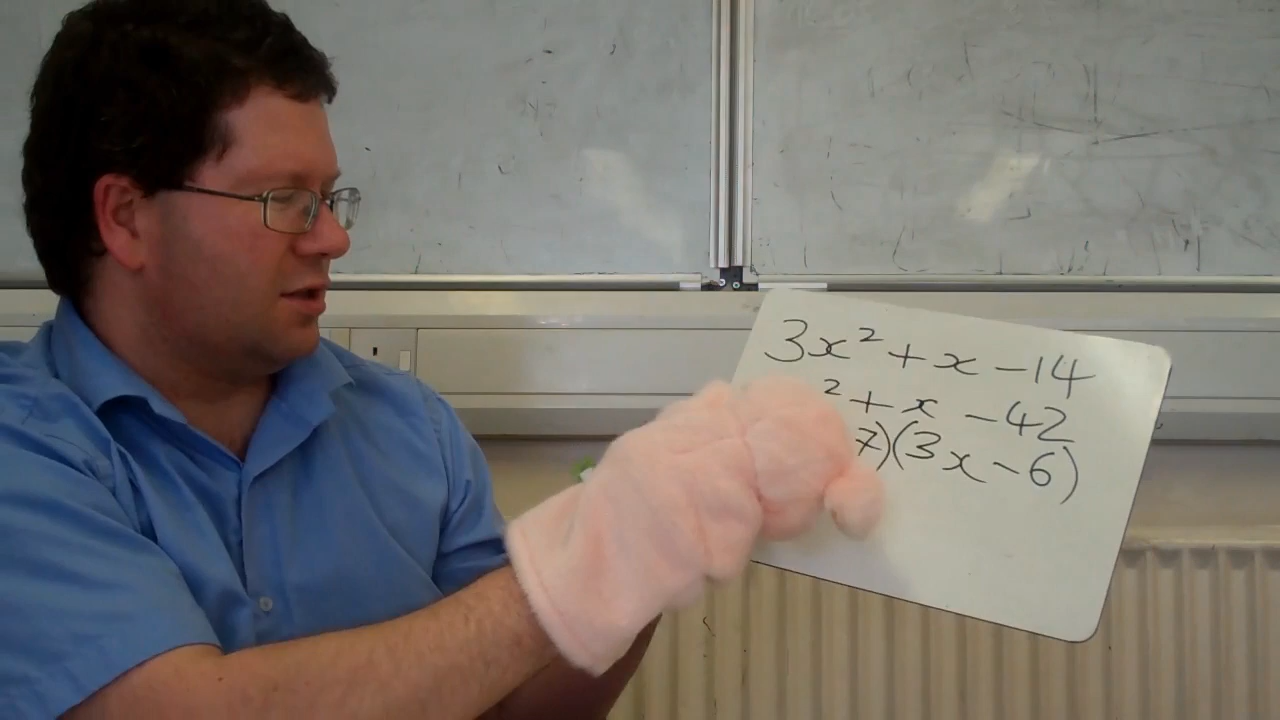 3x² + x - 14
² + x - 42
7)(3x - 6)